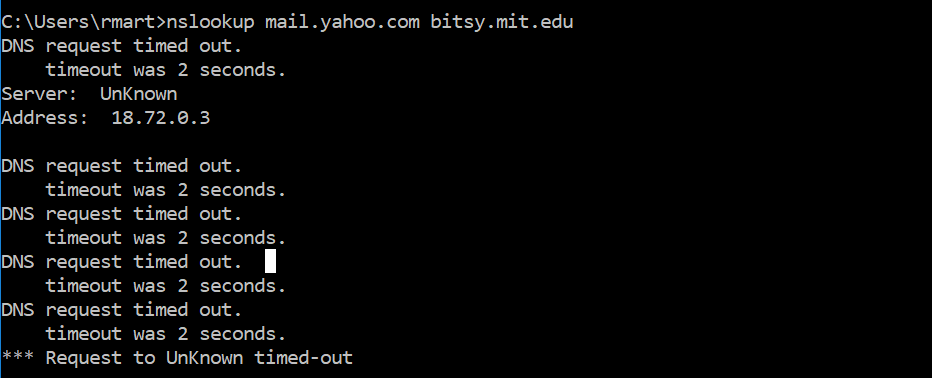 C:\Users\rmart>nslookup mail.yahoo.com bitsy.mit.edu
DNS request timed out.
    timeout was 2 seconds.
Server:  UnKnown
Address:  18.72.0.3

DNS request timed out.
    timeout was 2 seconds.
DNS request timed out.
    timeout was 2 seconds.
DNS request timed out.
    timeout was 2 seconds.
DNS request timed out.
    timeout was 2 seconds.
*** Request to UnKnown timed-out